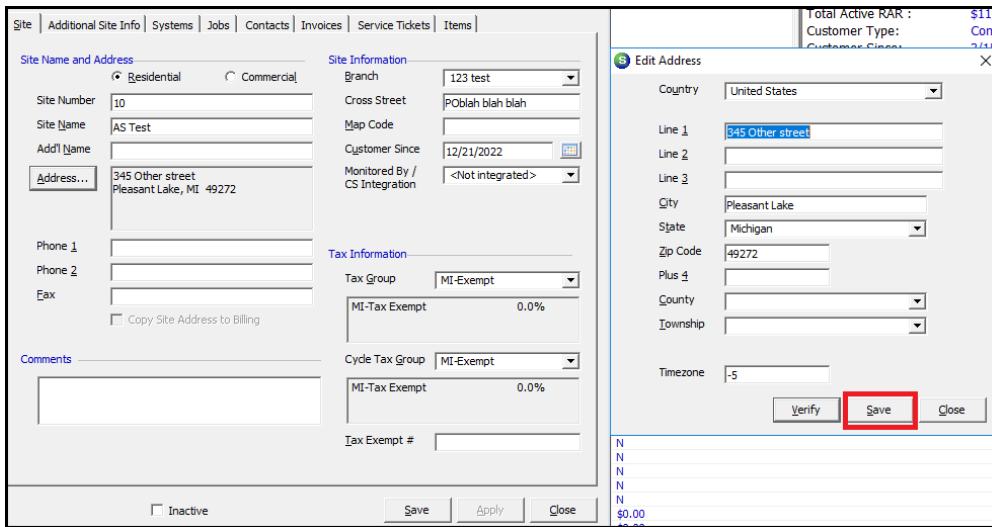 Site Additional Site Info Systems Jobs Contacts Invoices Service Tickets Items
Site Name and Address
Residential Commercial
Site Number 10
Site Name AS Test
Add'l Name
Address... 345 Other street
Pleasant Lake, MI 49272
Phone 1
Phone 2
Fax
Copy Site Address to Billing
Comments
Site Information
Branch 123 test
Cross Street POblah blah blah
Map Code
Customer Since 12/21/2022
Monitored By /
CS Integration <Not integrated>
Tax Information
Tax Group MI-Exempt
MI-Tax Exempt 0.0%
Cycle Tax Group MI-Exempt
MI-Tax Exempt 0.0%
Tax Exempt #
Inactive Save Apply Close
Total Active RAR : $11
Customer Type: Con
Customer Since:
S Edit Address
Country United States
Line 1 345 Other street
Line 2
Line 3
City Pleasant Lake
State Michigan
Zip Code 49272
Plus 4
County
Township
Timezone -5
Verify Save Close
N
N
N
N
N
$0.00